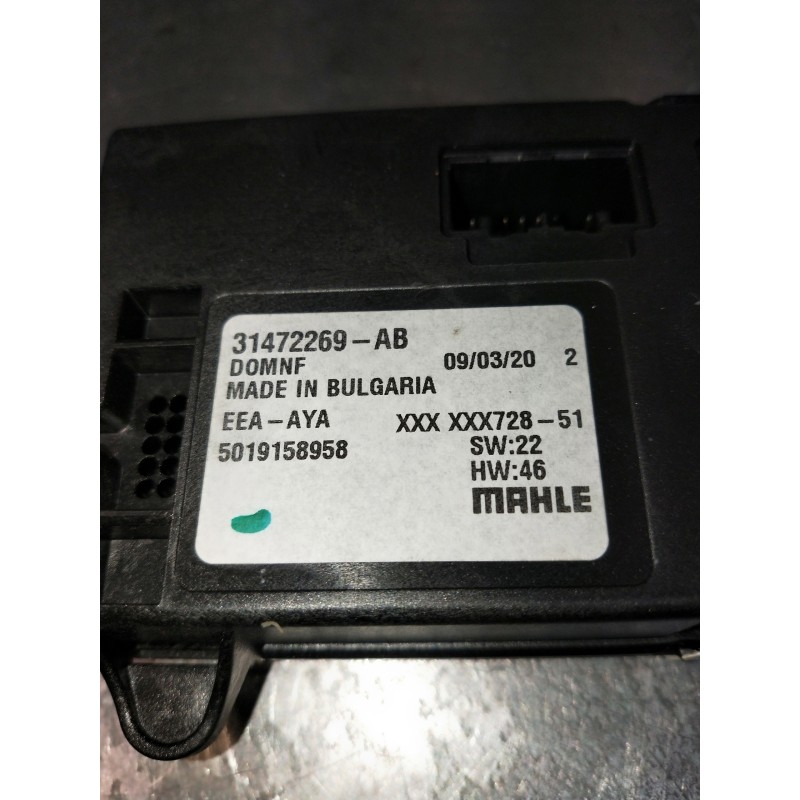 31472269-AB
DOMNF 09/03/20 2
MADE IN BULGARIA
EEA-AYA XXX XXX728-51
5019158958 SW:22
HW:46
MAHLE